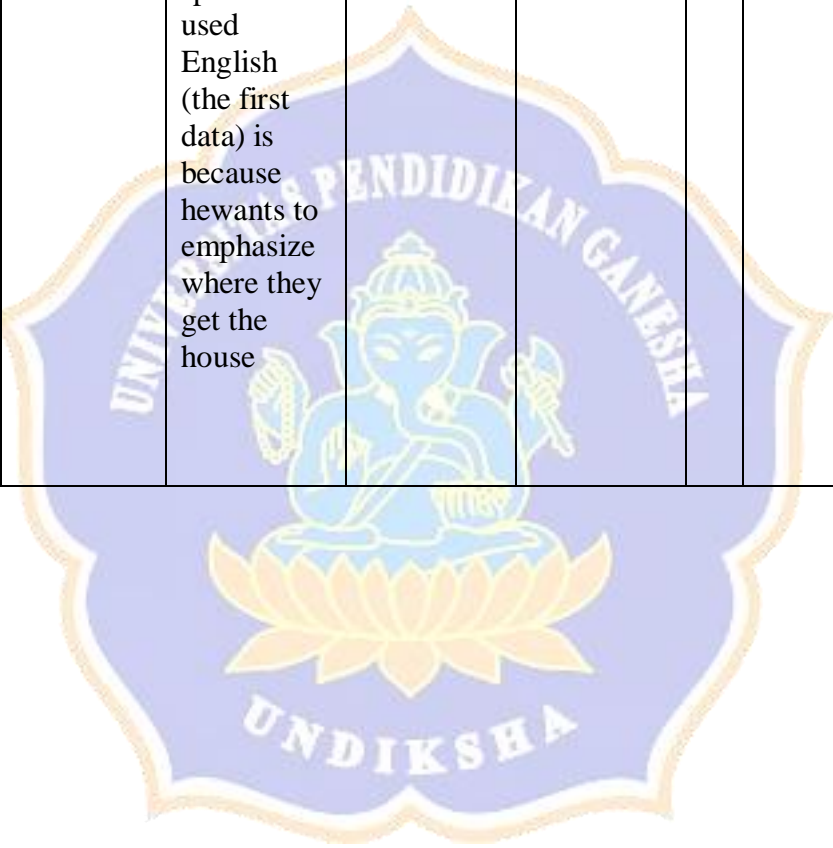 used
English
(the first
data) is
because
hewants to
emphasize
where they
get the
house
UNIVERSITAS PENDIDIKAN GANESHA
UNDIKSHA